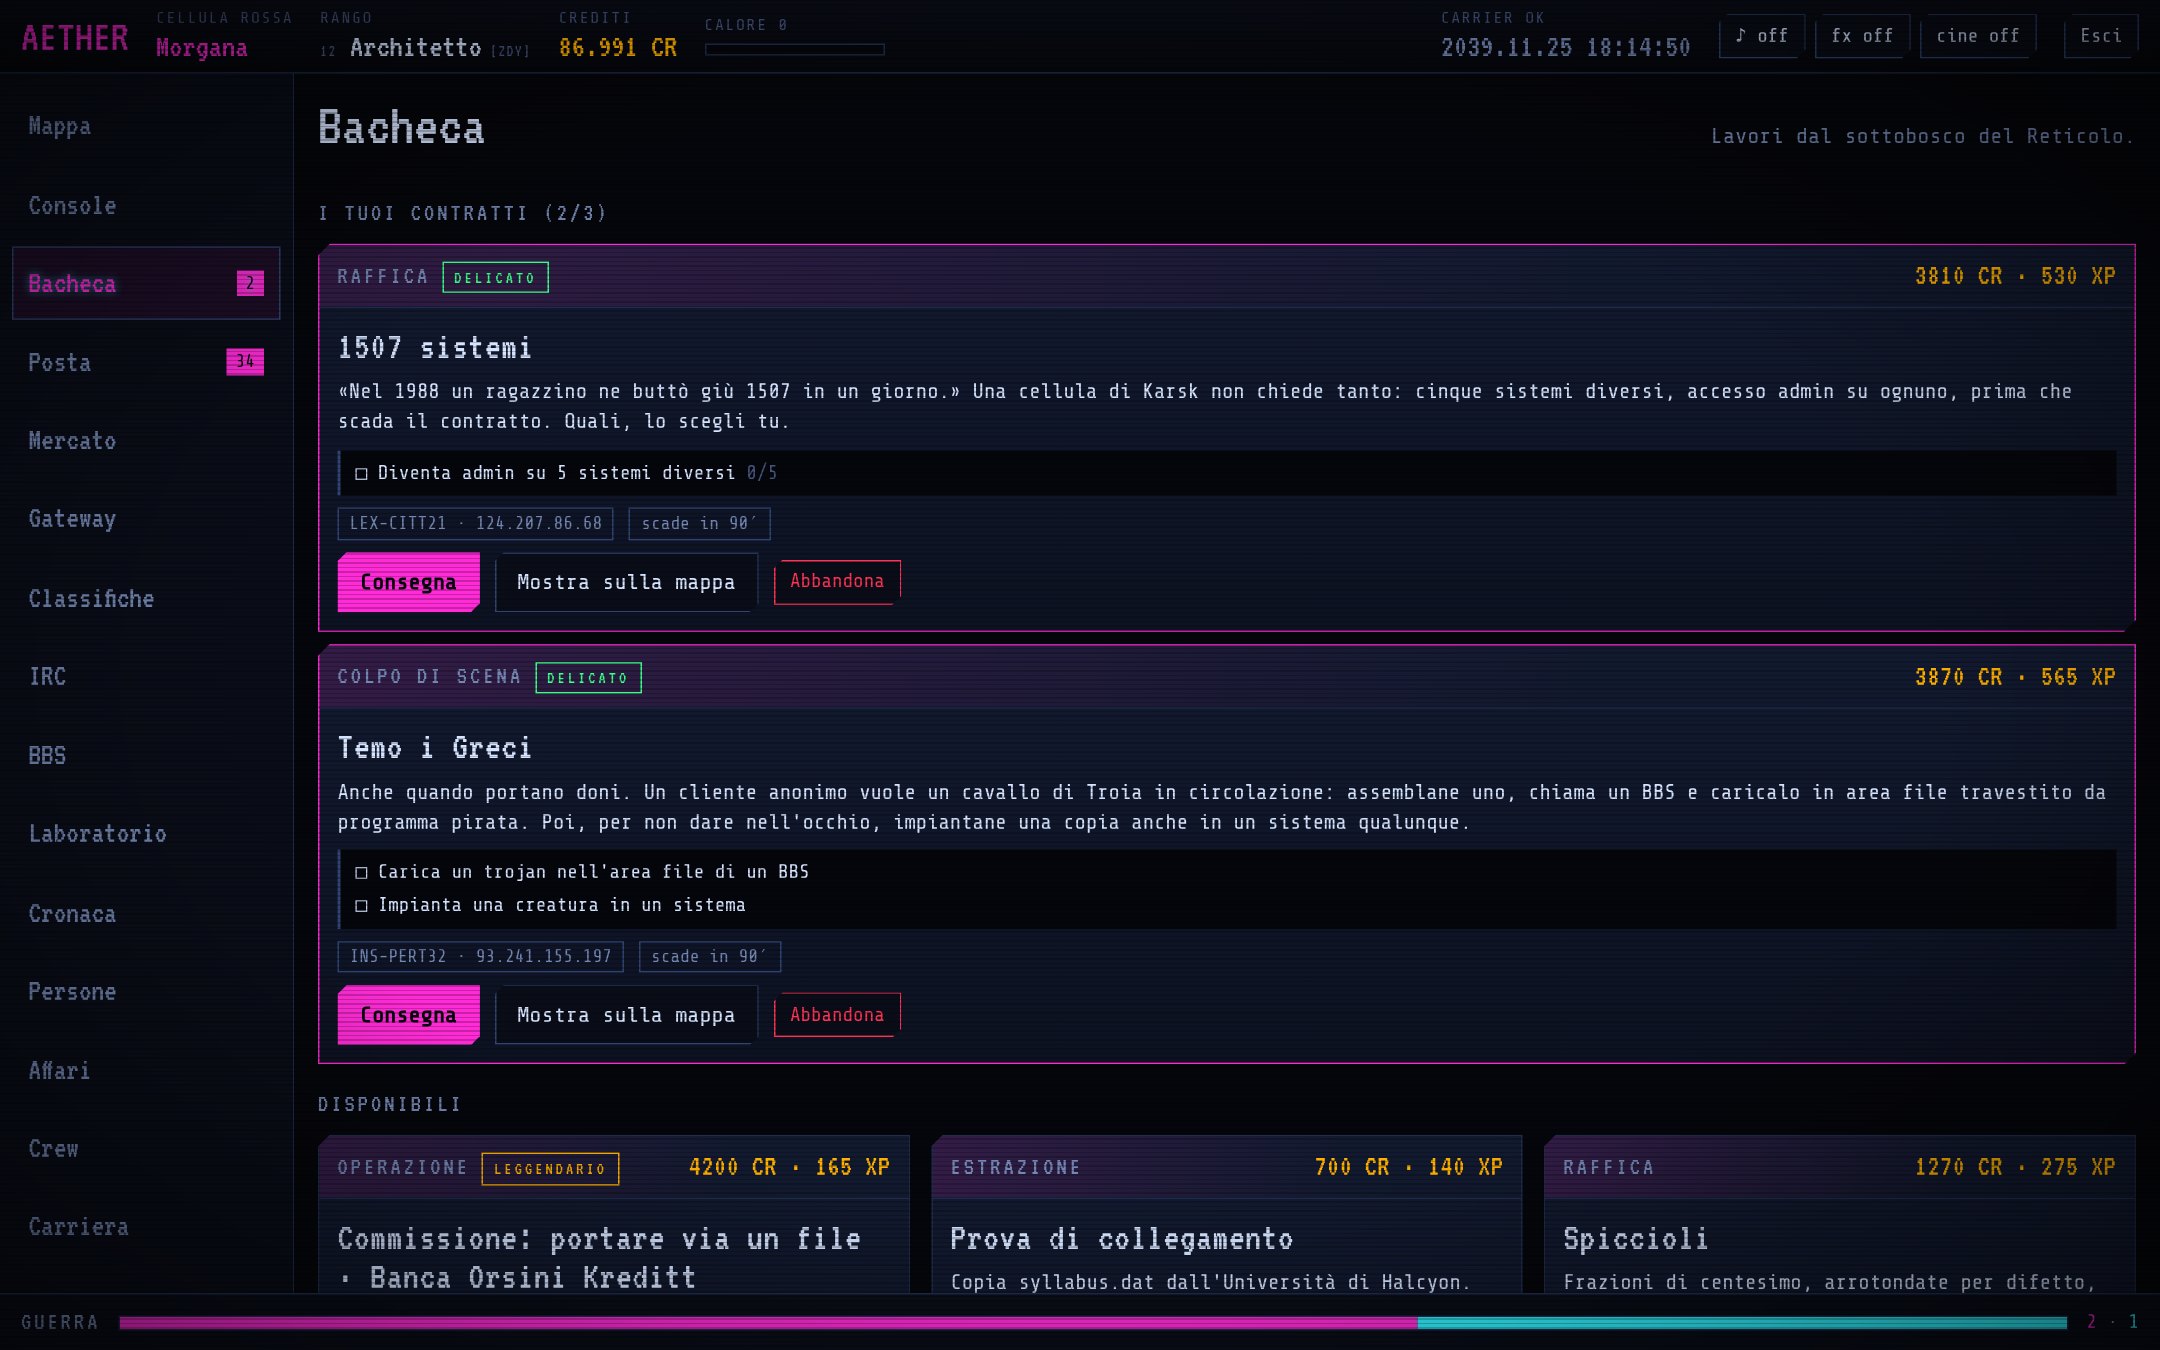 AETHER
CELLULA ROSSA
Morgana
RANGO
12 Architetto [ZDY]
CREDITI
86.991 CR
CALORE 0
CARRIER OK
2039.11.25 18:14:50
♪ off
fx off
cine off
Esci
Mappa
Console
Bacheca 2
Posta 34
Mercato
Gateway
Classifiche
IRC
BBS
Laboratorio
Cronaca
Persone
Affari
Crew
Carriera
Bacheca
Lavori dal sottobosco del Reticolo.
I TUOI CONTRATTI (2/3)
RAFFICA DELICATO 3810 CR · 530 XP
1507 sistemi
«Nel 1988 un ragazzino ne buttò giù 1507 in un giorno.» Una cellula di Karsk non chiede tanto: cinque sistemi diversi, accesso admin su ognuno, prima che
scada il contratto. Quali, lo scegli tu.
□ Diventa admin su 5 sistemi diversi 0/5
LEX-CITT21 · 124.207.86.68 scade in 90′
Consegna Mostra sulla mappa Abbandona
COLPO DI SCENA DELICATO 3870 CR · 565 XP
Temo i Greci
Anche quando portano doni. Un cliente anonimo vuole un cavallo di Troia in circolazione: assemblane uno, chiama un BBS e caricalo in area file travestito da
programma pirata. Poi, per non dare nell'occhio, impiantane una copia anche in un sistema qualunque.
□ Carica un trojan nell'area file di un BBS
□ Impianta una creatura in un sistema
INS-PERT32 · 93.241.155.197 scade in 90′
Consegna Mostra sulla mappa Abbandona
DISPONIBILI
OPERAZIONE LEGGENDARIO 4200 CR · 165 XP
Commissione: portare via un file
· Banca Orsini Kreditt
ESTRAZIONE 700 CR · 140 XP
Prova di collegamento
Copia syllabus.dat dall'Università di Halcyon.
RAFFICA 1270 CR · 275 XP
Spiccioli
Frazioni di centesimo, arrotondate per difetto,
GUERRA 2 · 1